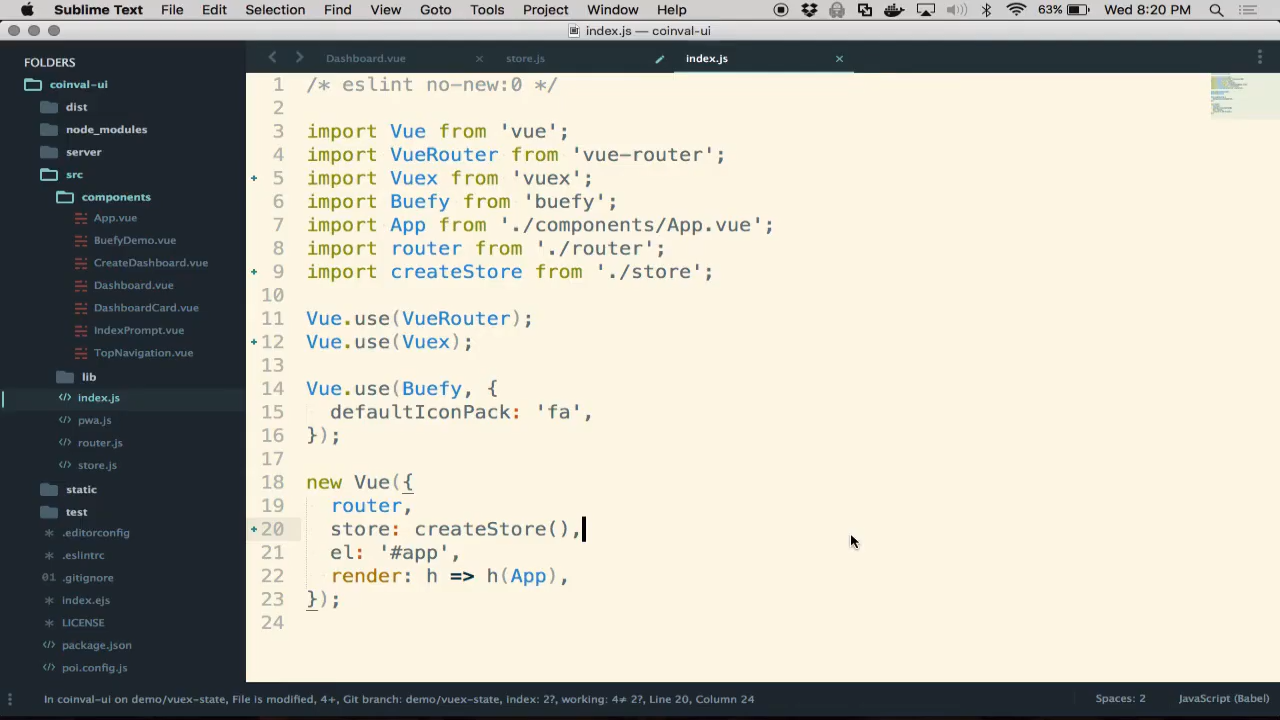 Sublime Text File Edit Selection Find View Goto Tools Project Window Help 63% Wed 8:20 PM
index.js — coinval-ui
FOLDERS
coinval-ui
dist
node_modules
server
src
components
App.vue
BuefyDemo.vue
CreateDashboard.vue
Dashboard.vue
DashboardCard.vue
IndexPrompt.vue
TopNavigation.vue
lib
index.js
pwa.js
router.js
store.js
static
test
.editorconfig
.eslintrc
.gitignore
index.ejs
LICENSE
package.json
poi.config.js
Dashboard.vue store.js index.js
1 /* eslint no-new:0 */
2
3 import Vue from 'vue';
4 import VueRouter from 'vue-router';
5 import Vuex from 'vuex';
6 import Buefy from 'buefy';
7 import App from './components/App.vue';
8 import router from './router';
9 import createStore from './store';
10
11 Vue.use(VueRouter);
12 Vue.use(Vuex);
13
14 Vue.use(Buefy, {
15 defaultIconPack: 'fa',
16 });
17
18 new Vue({
19 router,
20 store: createStore(),
21 el: '#app',
22 render: h => h(App),
23 });
24
In coinval-ui on demo/vuex-state, File is modified, 4+, Git branch: demo/vuex-state, index: 2?, working: 4≠ 2?, Line 20, Column 24 Spaces: 2 JavaScript (Babel)